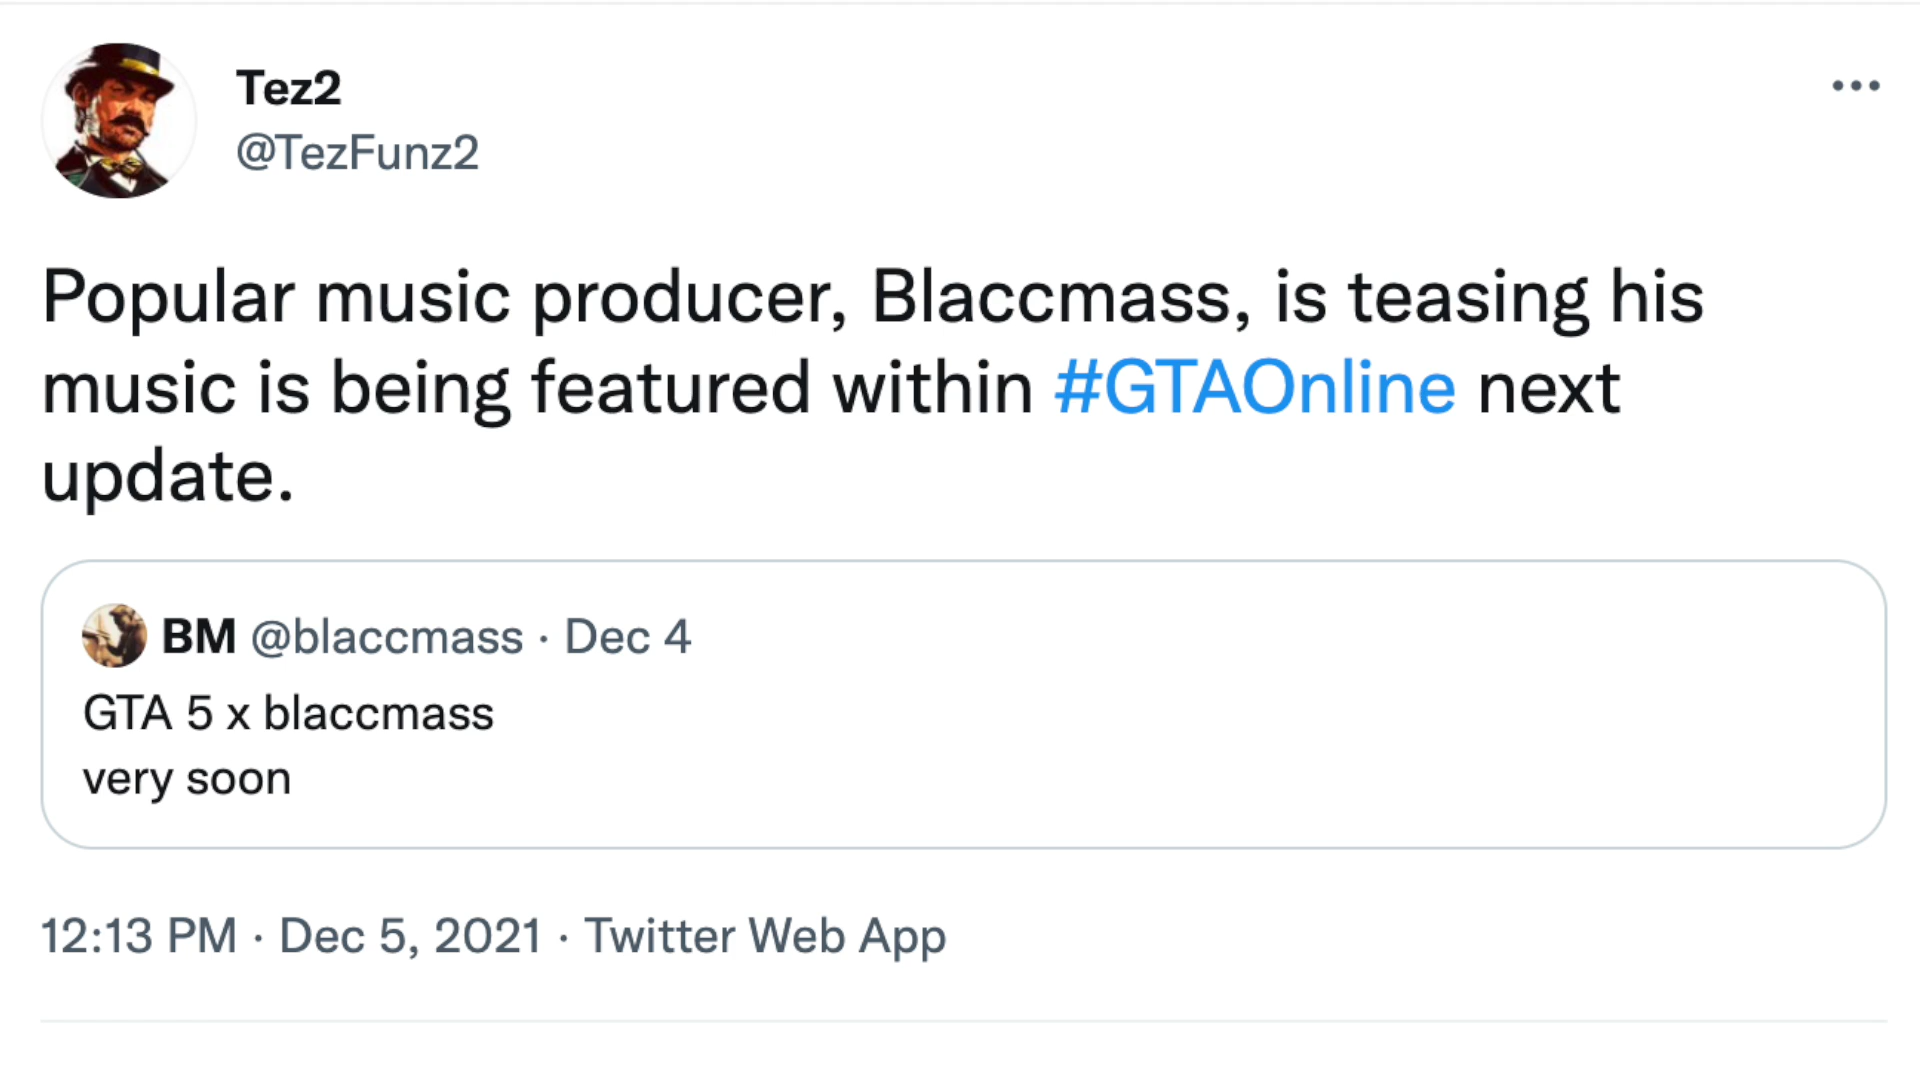 Tez2
@TezFunz2
Popular music producer, Blaccmass, is teasing his
music is being featured within #GTAOnline next
update.
BM @blaccmass · Dec 4
GTA 5 x blaccmass
very soon
12:13 PM · Dec 5, 2021 · Twitter Web App